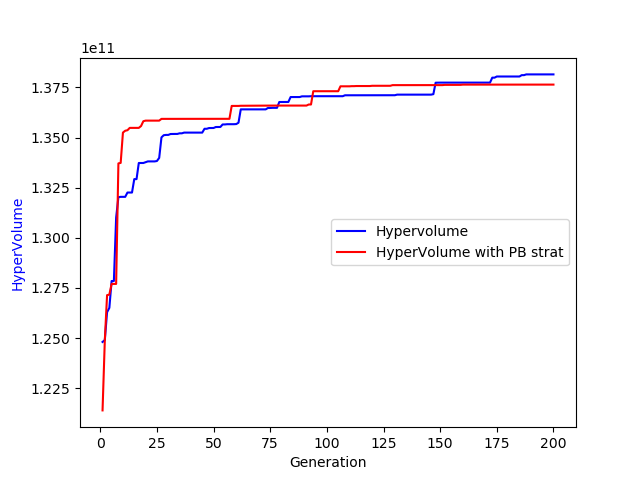 1e11
1.375
1.350
1.325
1.300
1.275
1.250
1.225
HyperVolume
Hypervolume
HyperVolume with PB strat
0 25 50 75 100 125 150 175 200
Generation